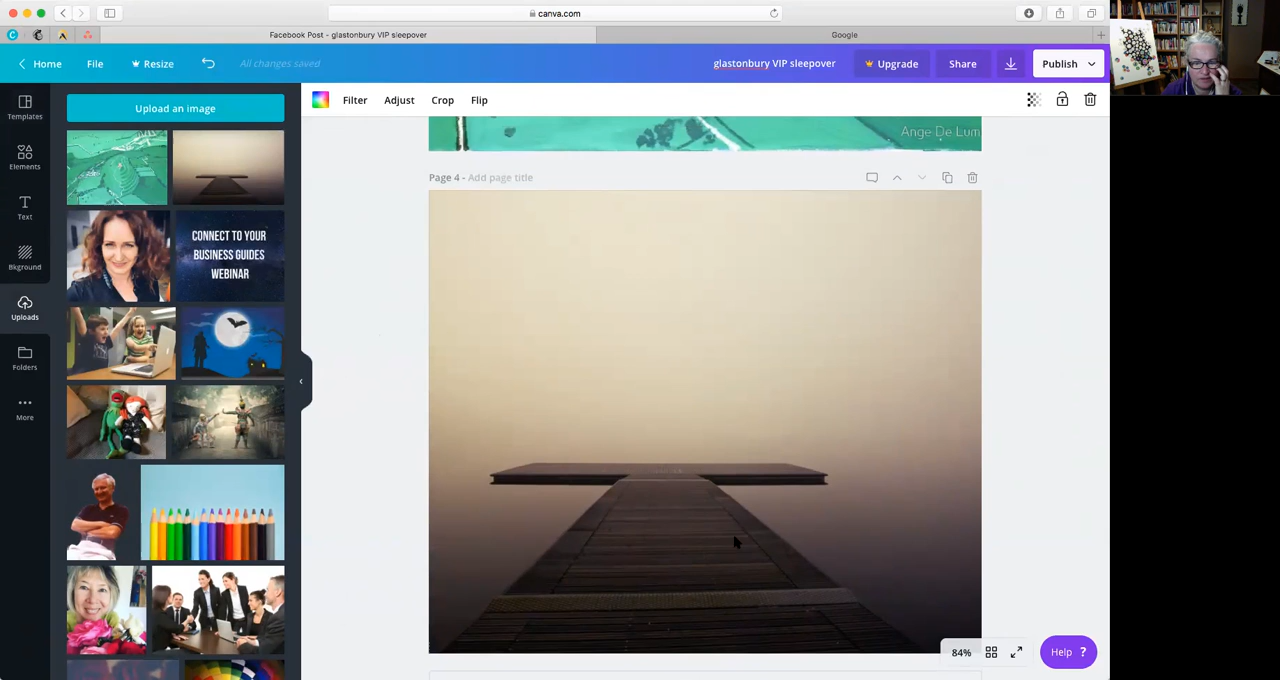 canva.com
Facebook Post - glastonbury VIP sleepover
Google
Home
File
Resize
All changes saved
glastonbury VIP sleepover
Upgrade
Share
Publish
Templates
Elements
Text
Bkground
Uploads
Folders
More
Upload an image
CONNECT TO YOUR
BUSINESS GUIDES
WEBINAR
Filter
Adjust
Crop
Flip
Ange De Lum
Page 4 - Add page title
84%
Help ?